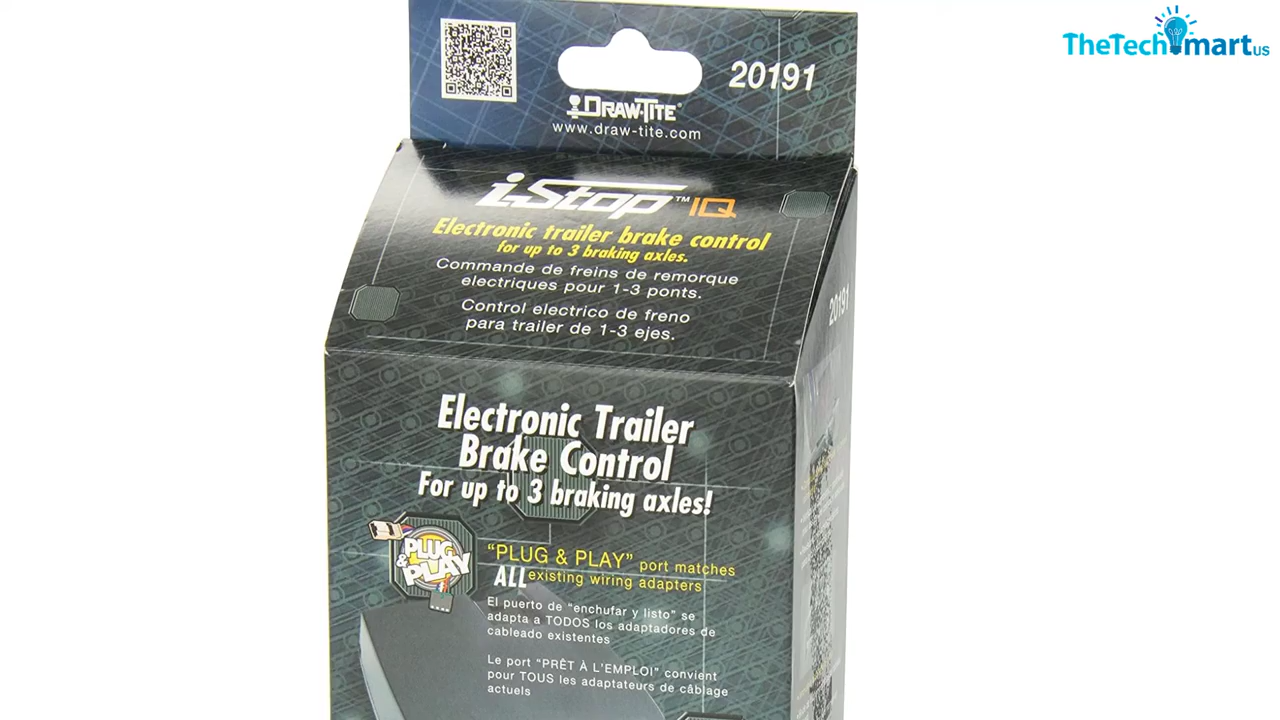 TheTechSmart US
20191
DRAW-TITE®
www.draw-tite.com
i-Stop™ IQ
Electronic trailer brake control
for up to 3 braking axles.
Commande de freins de remorque
electriques pour 1-3 ponts.
Control electrico de freno
para trailer de 1-3 ejes.
20191
Electronic Trailer
Brake Control
For up to 3 braking axles!
PLUG
& PLAY
"PLUG & PLAY" port matches
ALL existing wiring adapters
El puerto de "enchufar y listo" se
adapta a TODOS los adaptadores de
cableado existentes
Le port "PRÊT À L'EMPLOI" convient
pour TOUS les adaptateurs de câblage
actuels